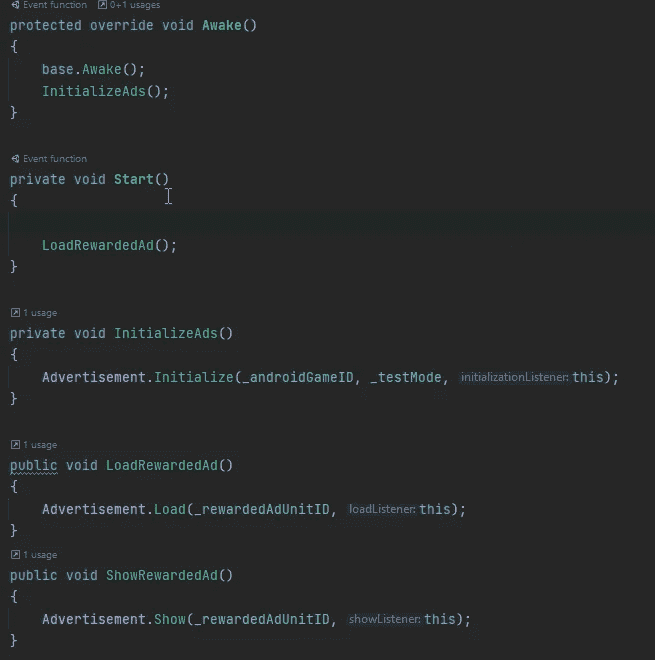 Event function 0+1 usages
protected override void Awake()
{
base.Awake();
InitializeAds();
}
Event function
private void Start()
{
LoadRewardedAd();
}
1 usage
private void InitializeAds()
{
Advertisement.Initialize(_androidGameID, _testMode, initializationListener: this);
}
1 usage
public void LoadRewardedAd()
{
Advertisement.Load(_rewardedAdUnitID, loadListener: this);
}
1 usage
public void ShowRewardedAd()
{
Advertisement.Show(_rewardedAdUnitID, showListener: this);
}